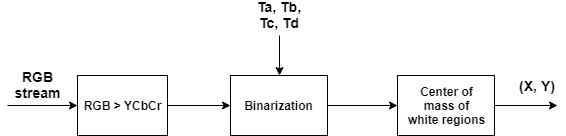 Ta, Tb,
Tc, Td
RGB
stream
RGB > YCbCr
Binarization
Center of
mass of
white regions
(X, Y)